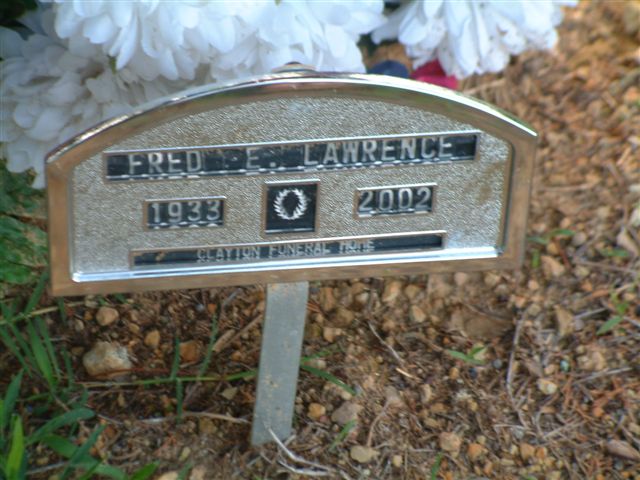 FRED E. LAWRENCE
1933 2002
CLAYTON FUNERAL HOME